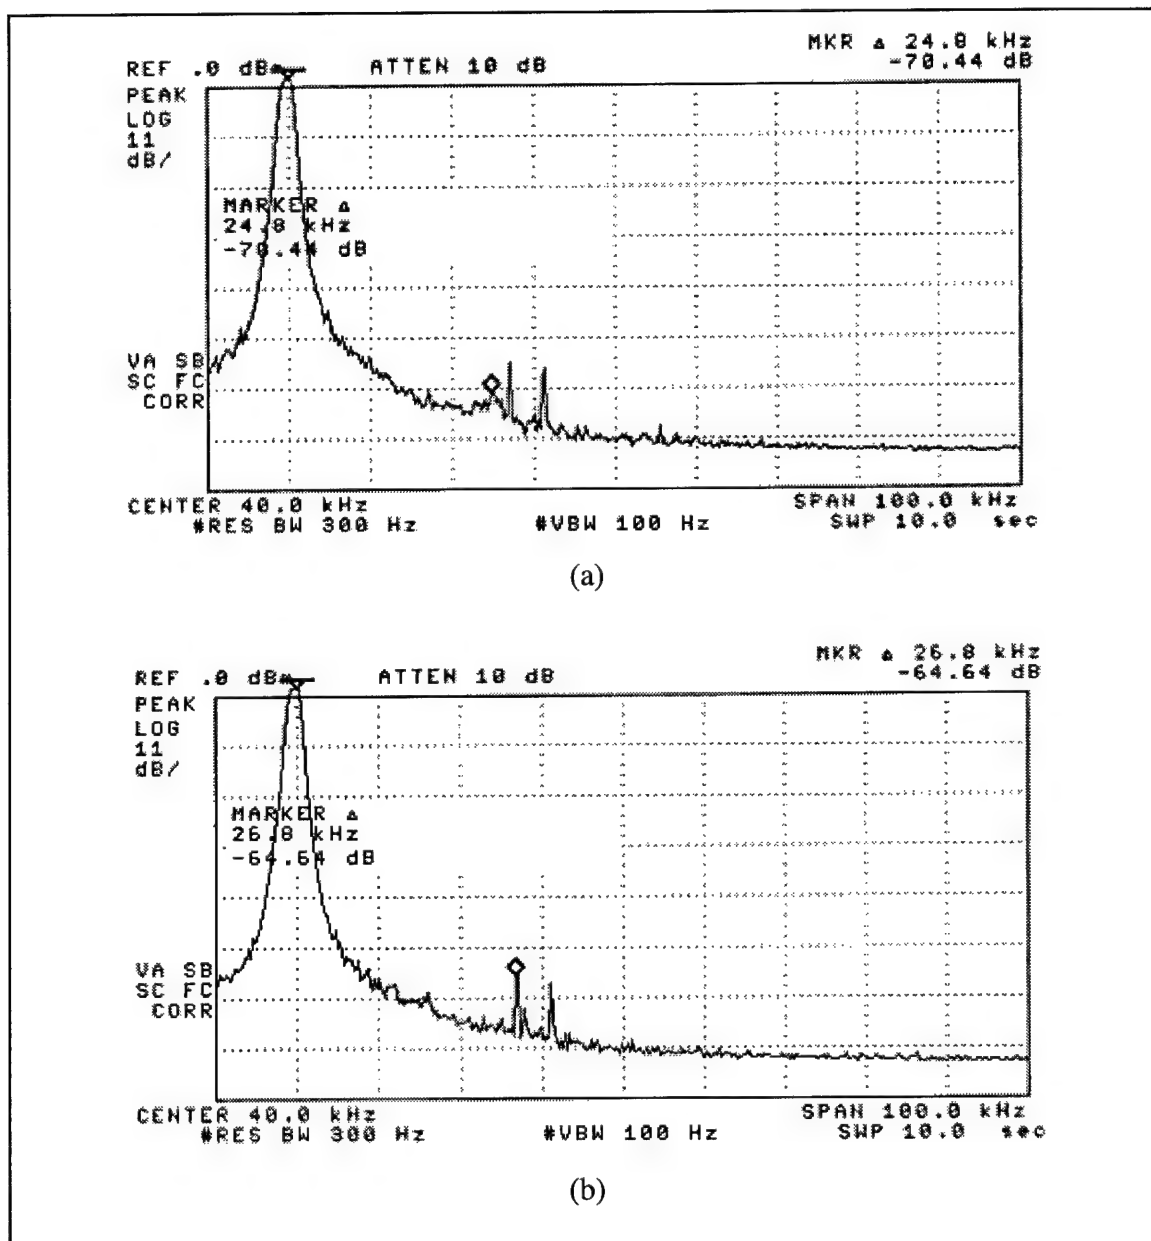 MKR ▵ 24.8 kHz
REF .0 dBm ATTEN 10 dB -70.44 dB
PEAK
LOG
11
dB/
MARKER ▵
24.8 kHz
-70.44 dB
VA SB
SC FC
CORR
CENTER 40.0 kHz SPAN 100.0 kHz
#RES BW 300 Hz #VBW 100 Hz SWP 10.0 sec
(a)
MKR ▵ 26.8 kHz
REF .0 dBm ATTEN 10 dB -64.64 dB
PEAK
LOG
11
dB/
MARKER ▵
26.8 kHz
-64.64 dB
VA SB
SC FC
CORR
CENTER 40.0 kHz SPAN 100.0 kHz
#RES BW 300 Hz #VBW 100 Hz SWP 10.0 sec
(b)